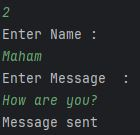 2
Enter Name :
Maham
Enter Message  :
How are you?
Message sent